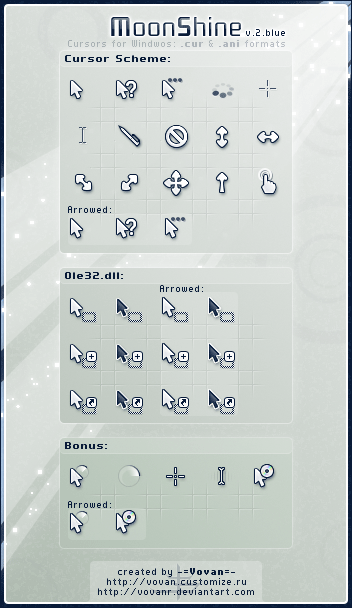 MoonShine v.2.blue
Cursors for Windwos: .cur & .ani formats
Cursor Scheme:
Arrowed:
Ole32.dll:
Arrowed:
Bonus:
Arrowed:
created by -=Vovan=-
http://vovan.customize.ru
http://vovanr.deviantart.com